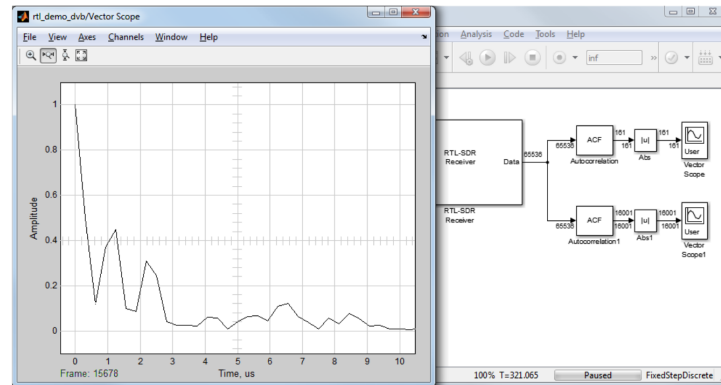 rtl_demo_dvb/Vector Scope
File View Axes Channels Window Help
Analysis Code Tools Help
inf
»
Amplitude
1
0.8
0.6
0.4
0.2
0
0 1 2 3 4 5 6 7 8 9 10
Frame: 15678
Time, us
RTL-SDR
Receiver
Data
65536
RTL-SDR
Receiver
65536
ACF
Autocorrelation
161
161
|u|
Abs
161
161
User
Vector
Scope
65536
ACF
Autocorrelation1
16001
16001
|u|
Abs1
16001
16001
User
Vector
Scope1
100% T=321.065 Paused FixedStepDiscrete